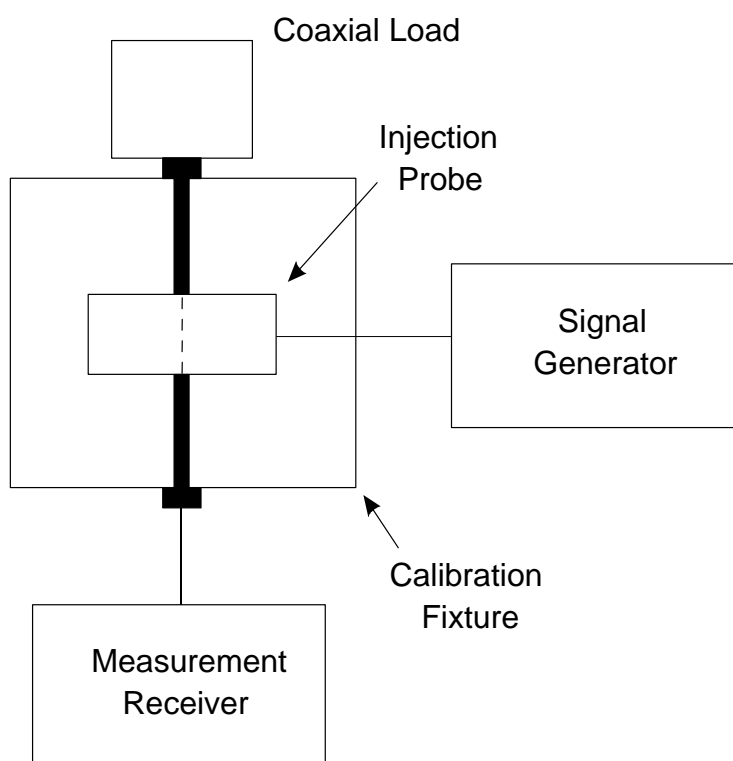 Coaxial Load
Injection
Probe
Signal
Generator
Calibration
Fixture
Measurement
Receiver